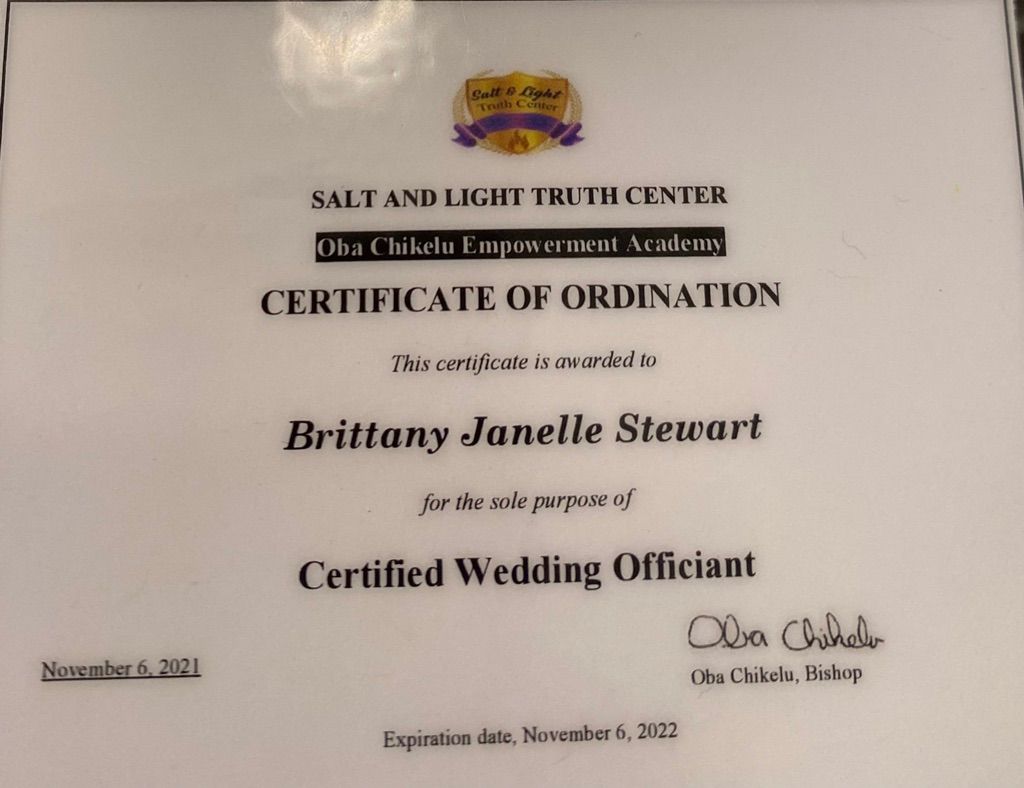 Salt & Light
Truth Center
SALT AND LIGHT TRUTH CENTER
Oba Chikelu Empowerment Academy
CERTIFICATE OF ORDINATION
This certificate is awarded to
Brittany Janelle Stewart
for the sole purpose of
Certified Wedding Officiant
Oba Chikelu
November 6, 2021
Oba Chikelu, Bishop
Expiration date, November 6, 2022